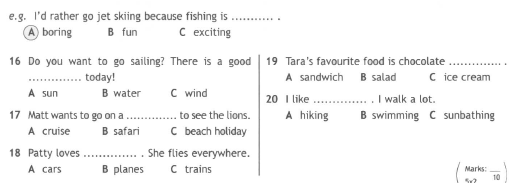 e.g. I'd rather go jet skiing because fishing is ........... .
A boring B fun C exciting
16 Do you want to go sailing? There is a good
.............. today!
A sun B water C wind
17 Matt wants to go on a ............. to see the lions.
A cruise B safari C beach holiday
18 Patty loves .............. . She flies everywhere.
A cars B planes C trains
19 Tara's favourite food is chocolate .............. .
A sandwich B salad C ice cream
20 I like .............. . I walk a lot.
A hiking B swimming C sunbathing
Marks: __
5x2 10